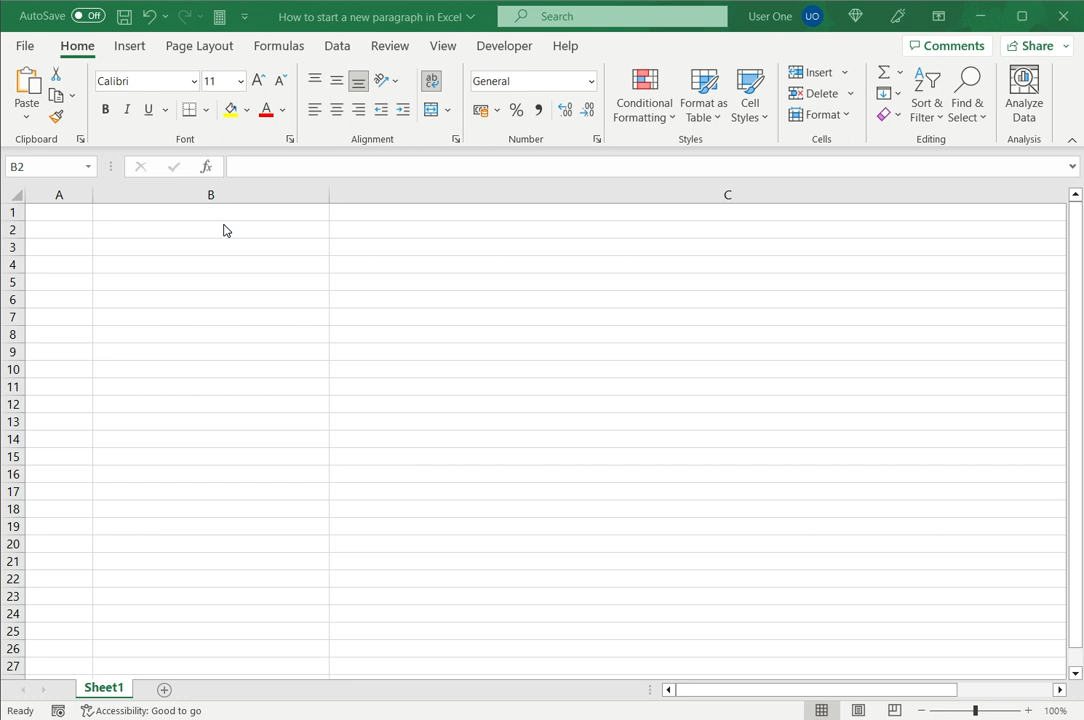 AutoSave Off How to start a new paragraph in Excel Search User One UO
File Home Insert Page Layout Formulas Data Review View Developer Help Comments Share
Paste
Calibri 11
B I U A
ab c
General
% , .0 .00
Conditional Formatting
Format as Table
Cell Styles
Insert
Delete
Format
Sort & Filter
Find & Select
Analyze Data
Clipboard Font Alignment Number Styles Cells Editing Analysis
B2 fx
A B C
1
2
3
4
5
6
7
8
9
10
11
12
13
14
15
16
17
18
19
20
21
22
23
24
25
26
27
Sheet1
Ready Accessibility: Good to go 100%